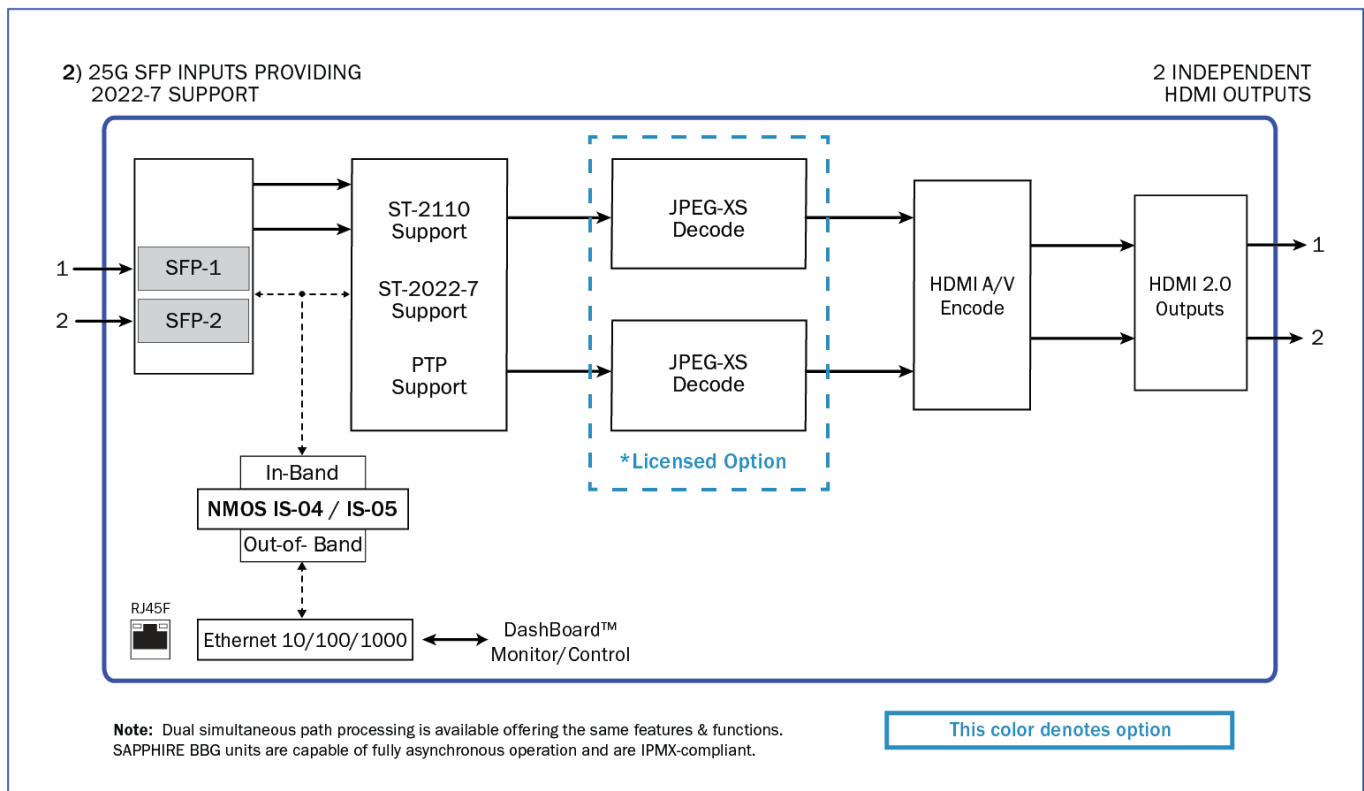 2) 25G SFP INPUTS PROVIDING
2022-7 SUPPORT
2 INDEPENDENT
HDMI OUTPUTS
1
2
SFP-1
SFP-2
ST-2110
Support
ST-2022-7
Support
PTP
Support
JPEG-XS
Decode
JPEG-XS
Decode
*Licensed Option
HDMI A/V
Encode
HDMI 2.0
Outputs
1
2
In-Band
NMOS IS-04 / IS-05
Out-of- Band
RJ45F
Ethernet 10/100/1000
DashBoard™
Monitor/Control
Note: Dual simultaneous path processing is available offering the same features & functions.
SAPPHIRE BBG units are capable of fully asynchronous operation and are IPMX-compliant.
This color denotes option